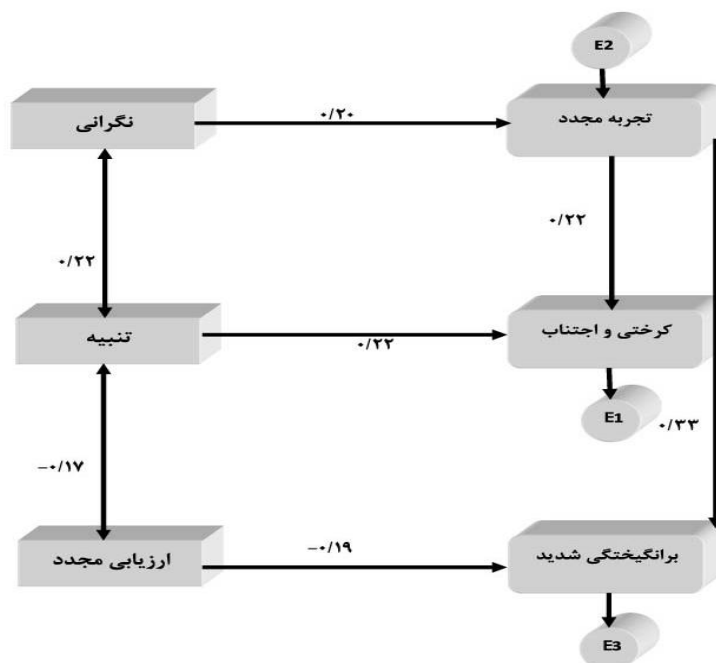 E2
نگرانی
۰/۲۰
تجربه مجدد
۰/۲۲
۰/۲۲
تنبیه
۰/۲۲
کرختی و اجتناب
E1
۰/۳۳
–۰/۱۷
ارزیابی مجدد
–۰/۱۹
برانگیختگی شدید
E3